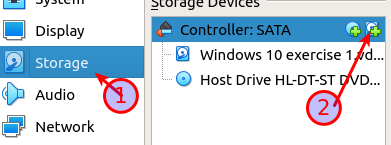 System
Display
Storage
Audio
Network
1
Storage Devices
Controller: SATA
Windows 10 exercise 1.vd...
Host Drive HL-DT-ST DVD...
2